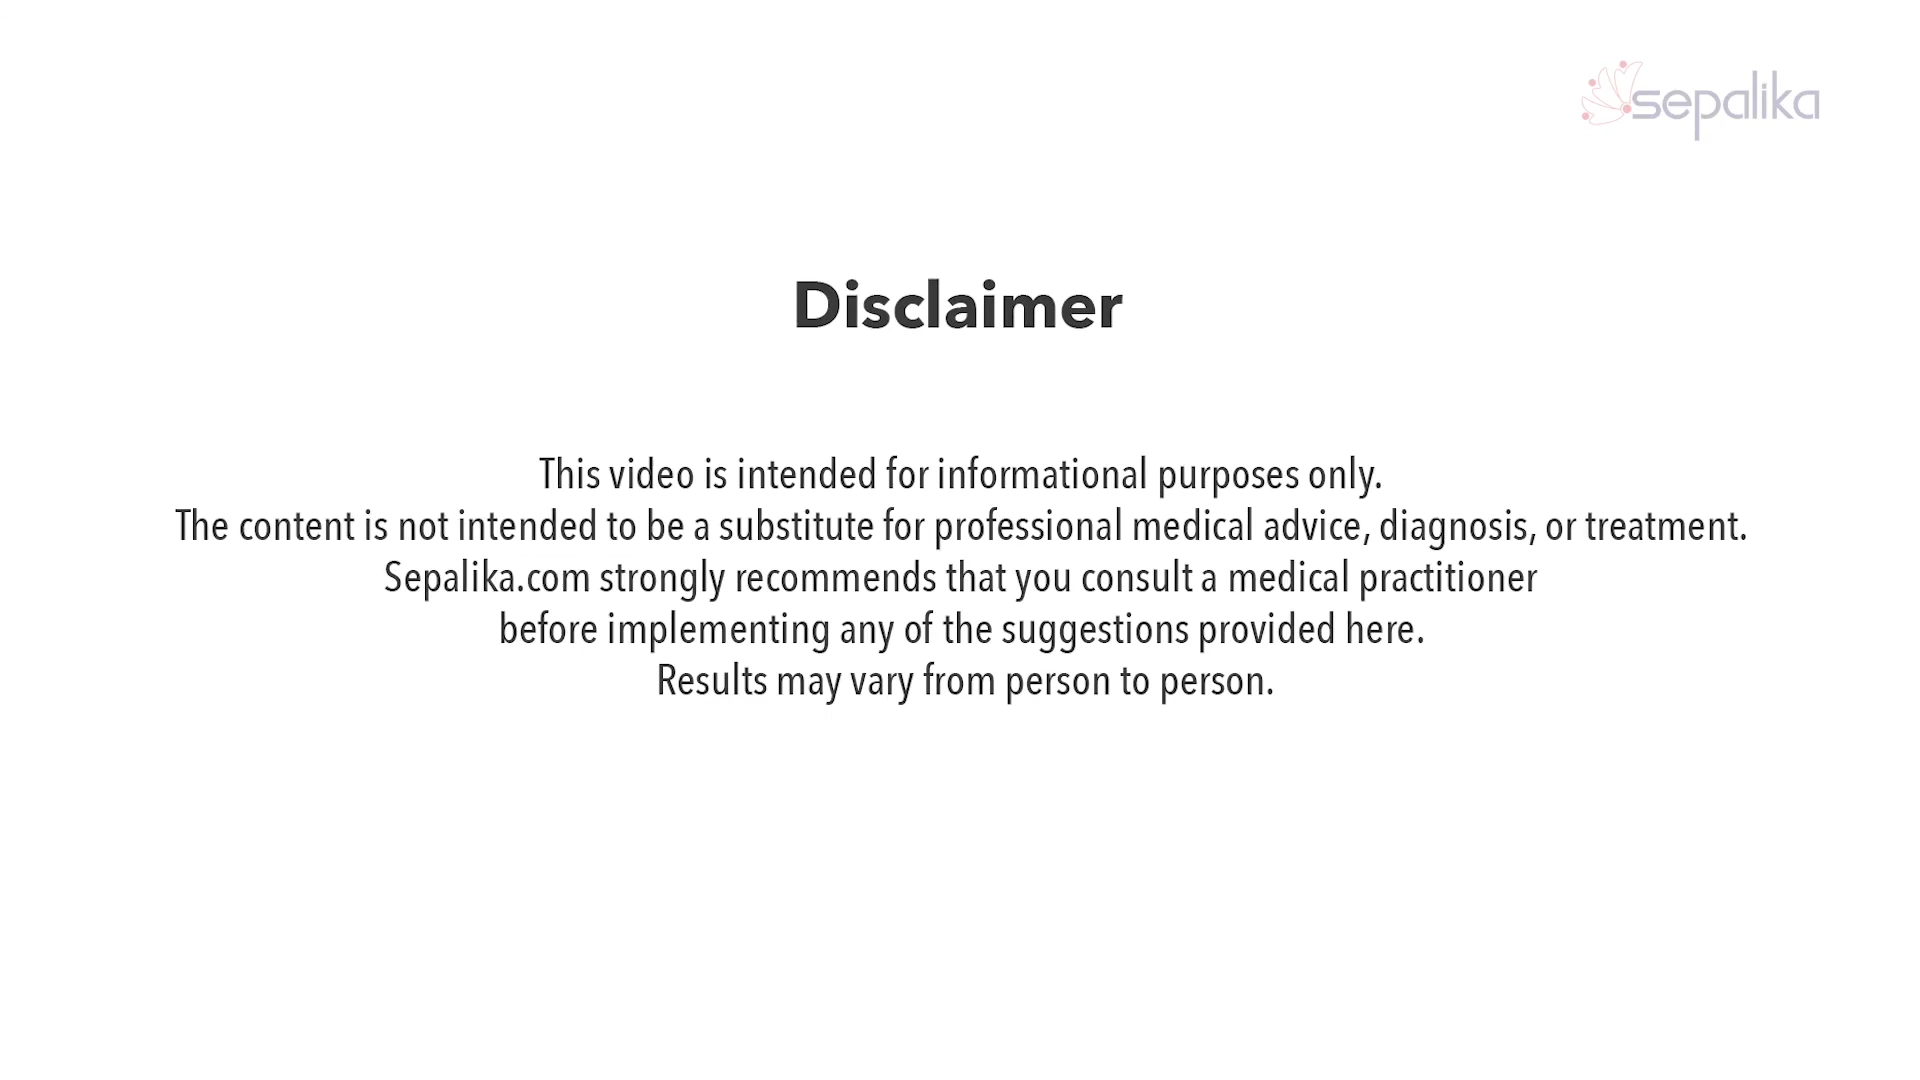 sepalika
Disclaimer
This video is intended for informational purposes only.
The content is not intended to be a substitute for professional medical advice, diagnosis, or treatment.
Sepalika.com strongly recommends that you consult a medical practitioner
before implementing any of the suggestions provided here.
Results may vary from person to person.